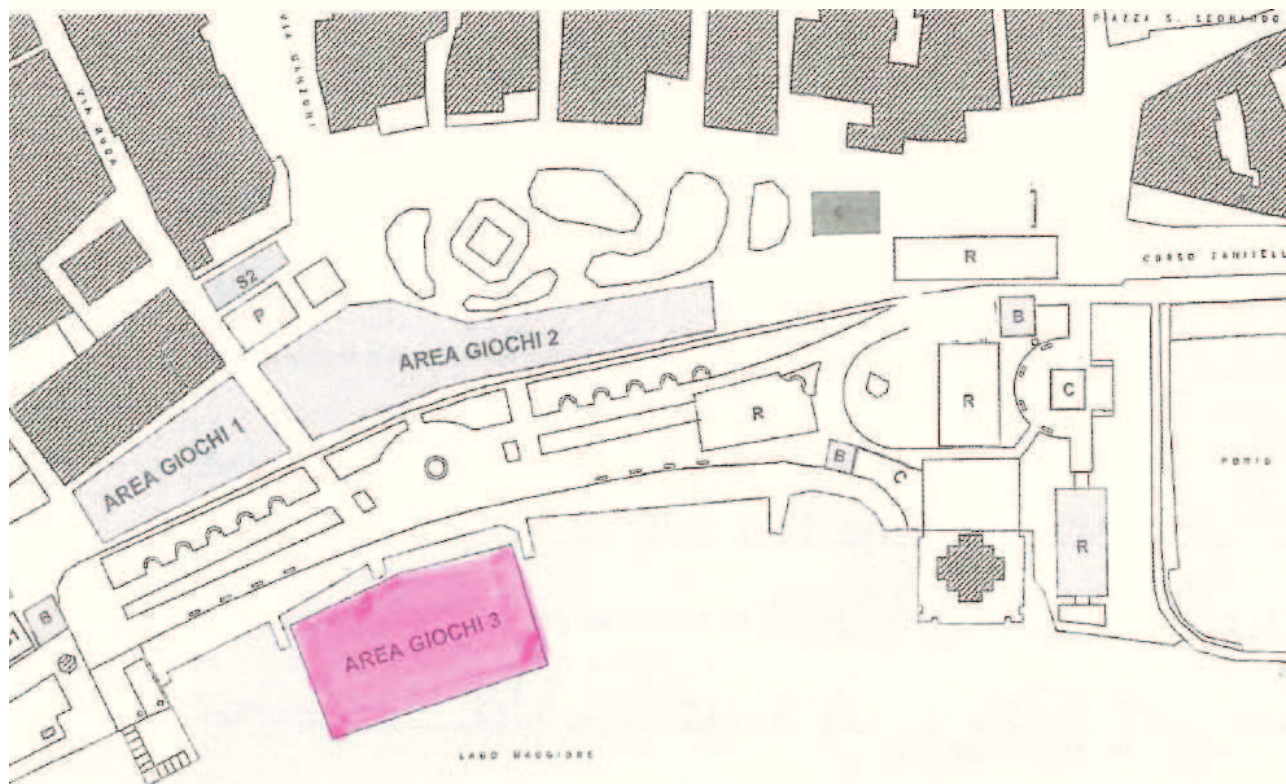 PIAZZA S. LEONARDO
VIA MANZONI
VIA RUGA
S2
P
R
CORSO ZANITELL
B
AREA GIOCHI 2
C
R
R
AREA GIOCHI 1
B
C
PORTO
R
AREA GIOCHI 3
B
LAGO MAGGIORE